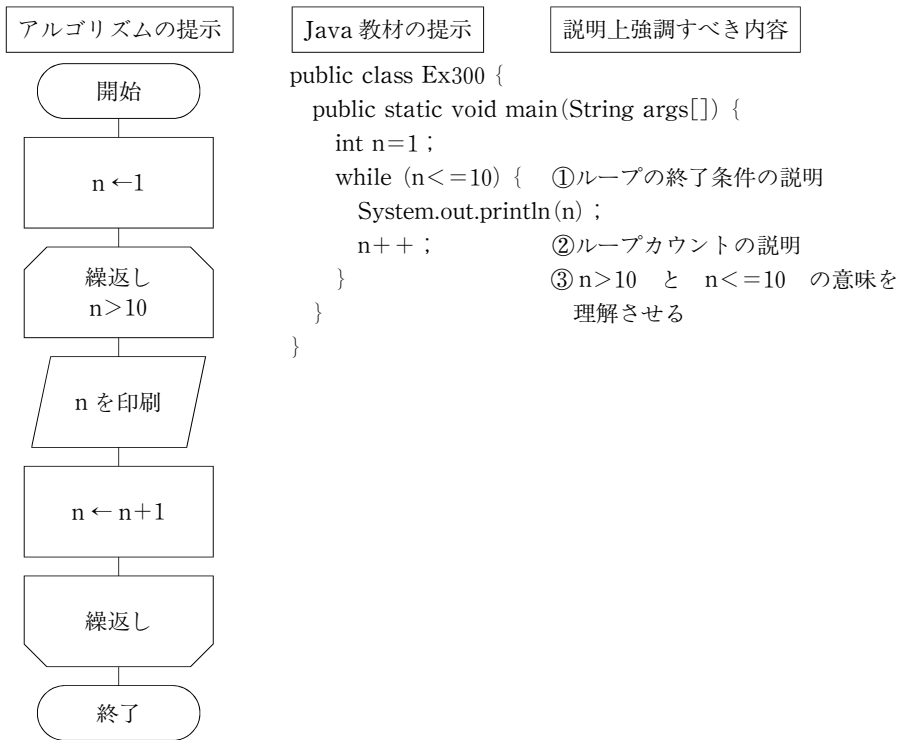 アルゴリズムの提示
Java 教材の提示
説明上強調すべき内容
開始
n ←1
繰返し
n>10
n を印刷
n ← n+1
繰返し
終了
public class Ex300 {
public static void main(String args[]) {
int n=1;
while (n<=10) { ①ループの終了条件の説明
System.out.println(n);
n++; ②ループカウントの説明
} ③ n>10 と n<=10 の意味を
} 理解させる
}